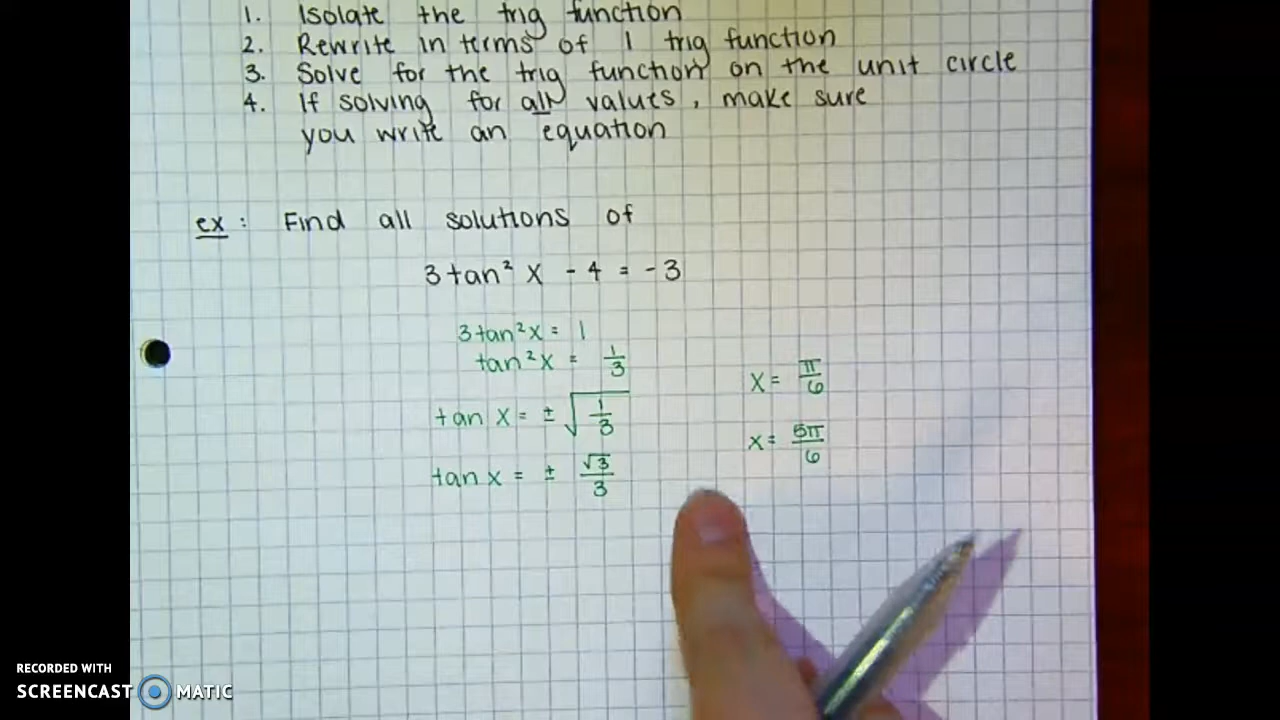 1. Isolate the trig function
2. Rewrite in terms of 1 trig function
3. Solve for the trig function on the unit circle
4. If solving for all values, make sure
you write an equation
ex: Find all solutions of
3 tan² x - 4 = -3
3tan²x = 1
tan²x = 1/3
tan x = ± √(1/3)
tan x = ± √3/3
x = π/6
x = 5π/6
RECORDED WITH
SCREENCAST MATIC